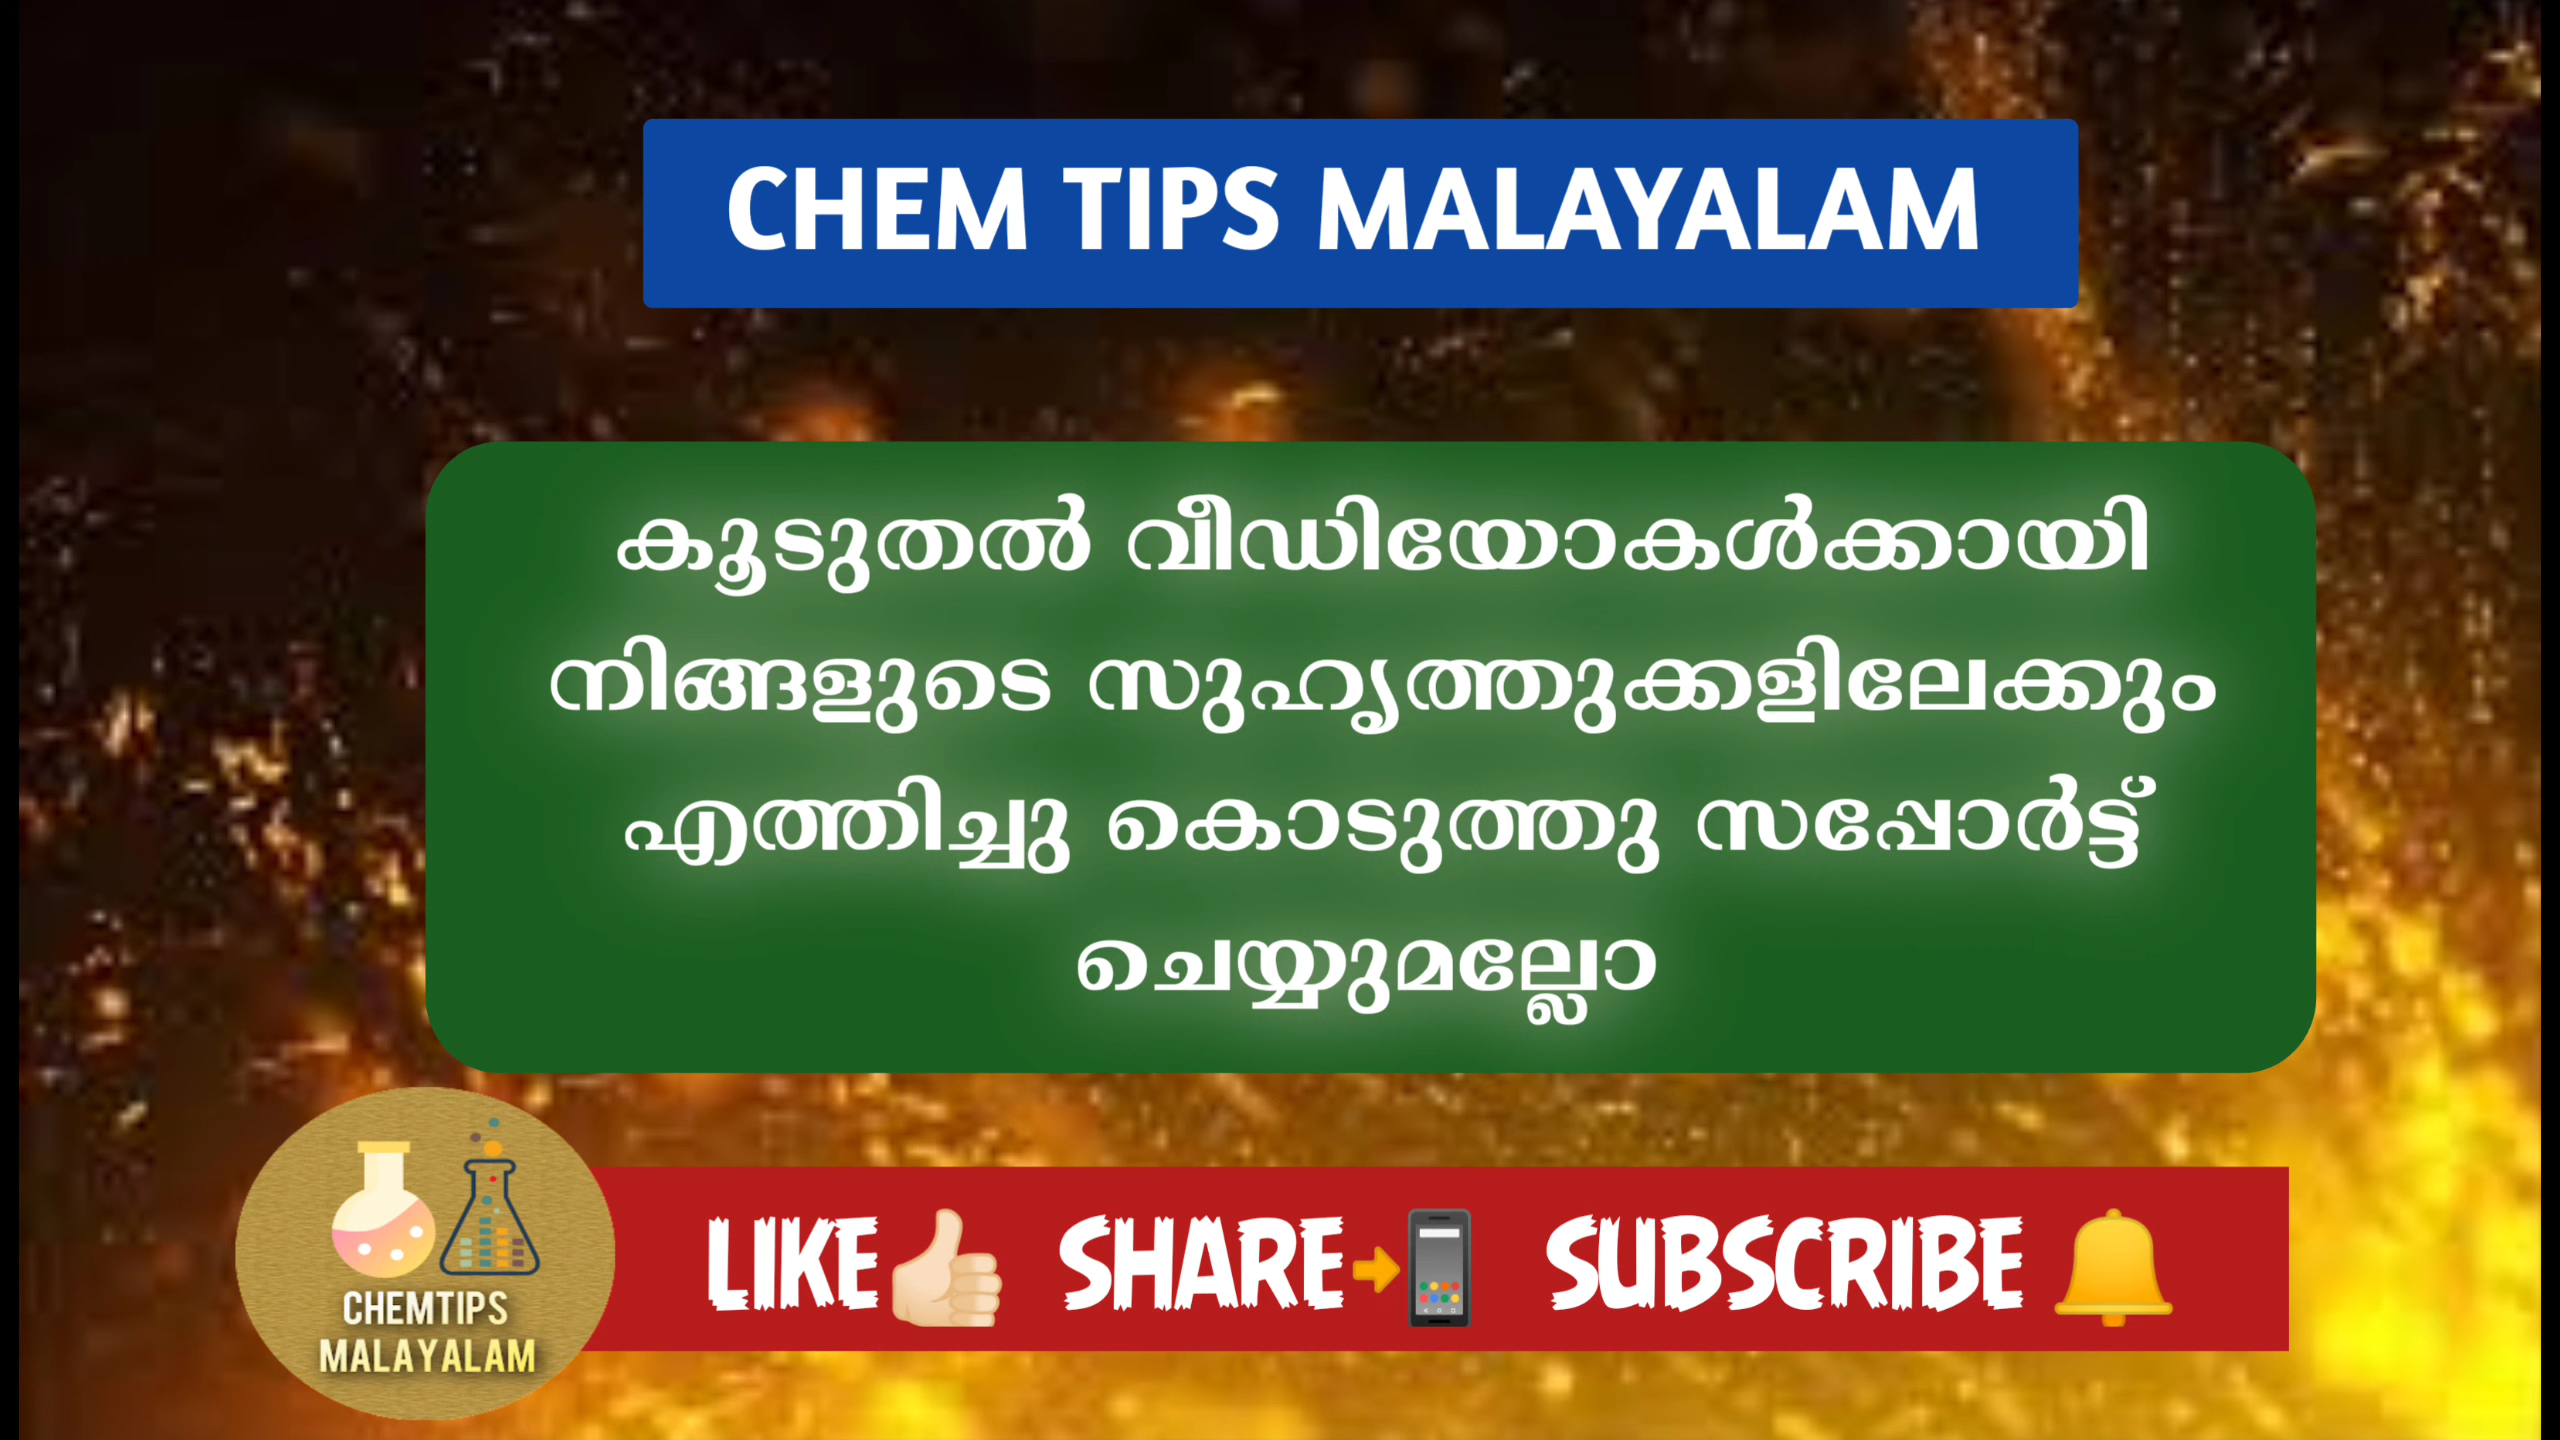 CHEM TIPS MALAYALAM
കൂടുതൽ വീഡിയോകൾക്കായി
നിങ്ങളുടെ സുഹൃത്തുക്കളിലേക്കും
എത്തിച്ചു കൊടുത്തു സപ്പോർട്ട്
ചെയ്യുമല്ലോ
LIKE👍🏻 SHARE📲 SUBSCRIBE 🔔
CHEMTIPS
MALAYALAM